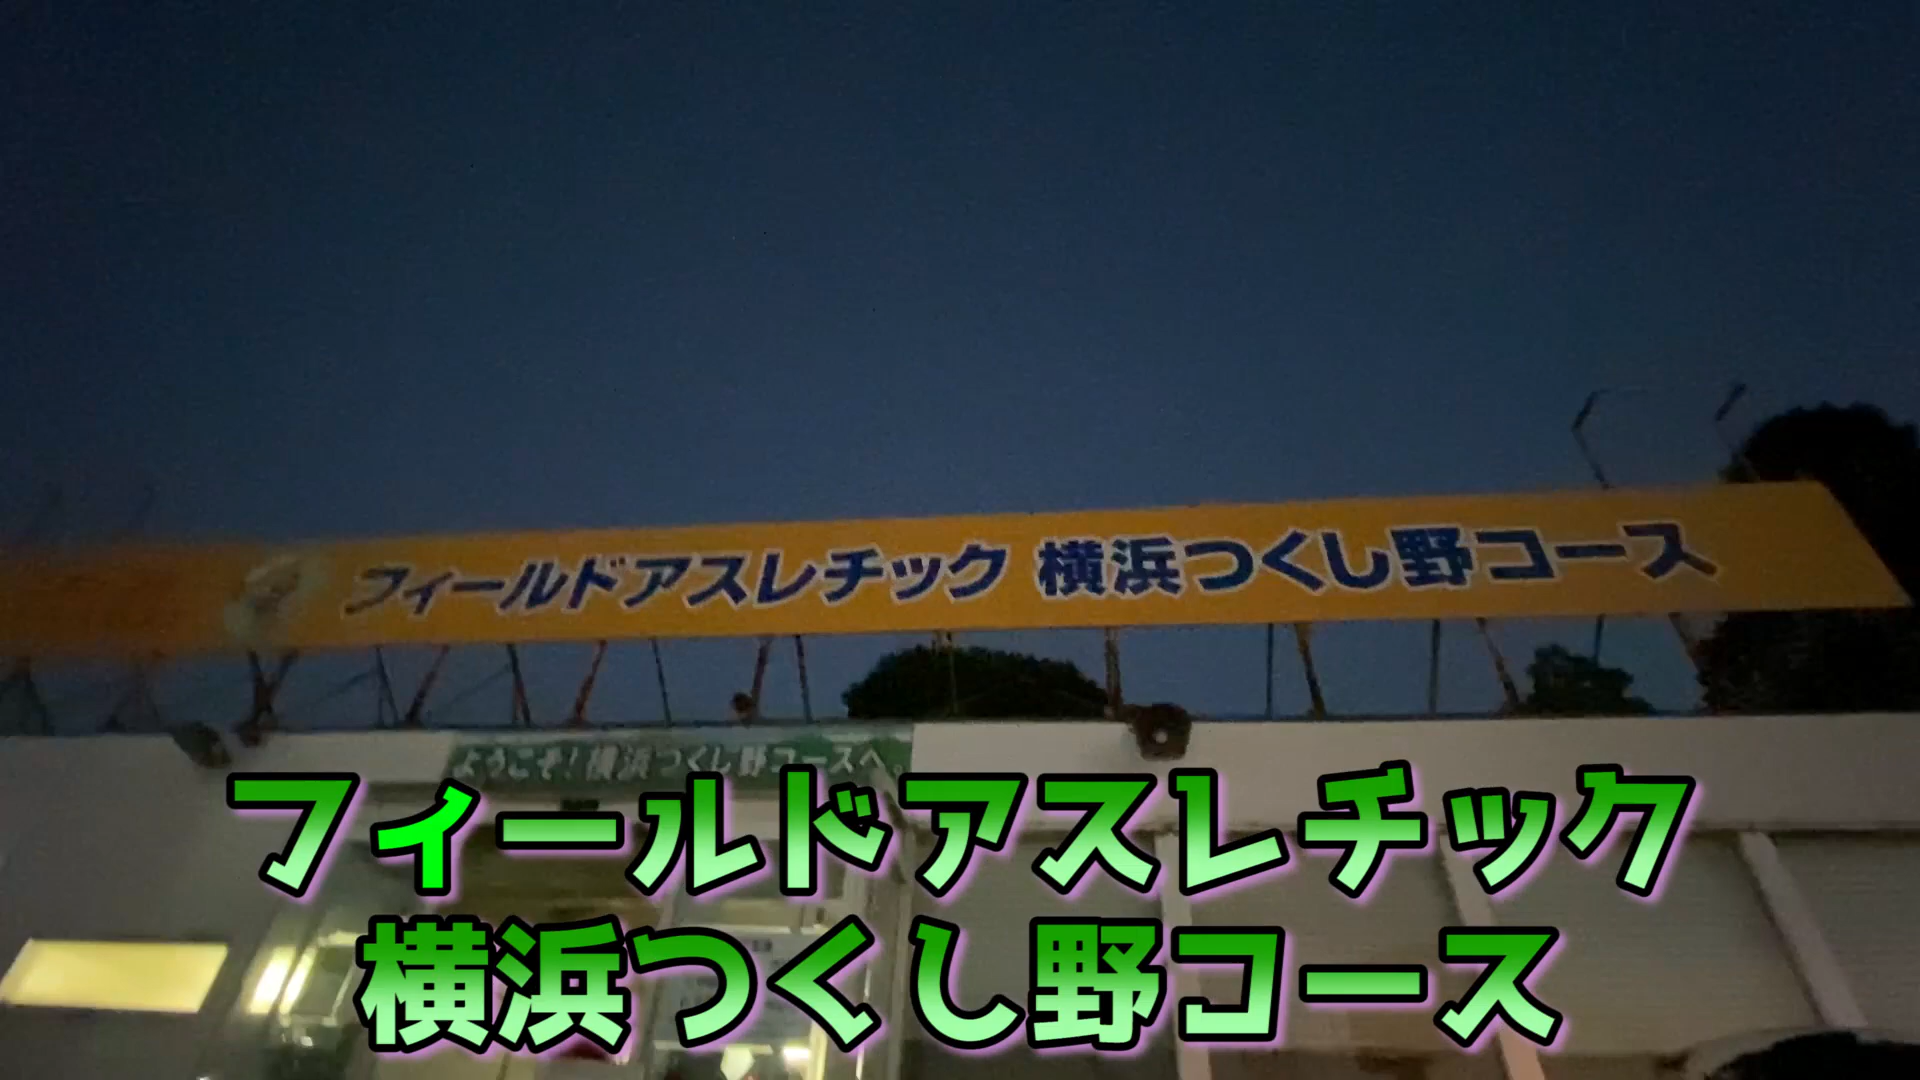 フィールドアスレチック 横浜つくし野コース
ようこそ!横浜つくし野コースへ
フィールドアスレチック
横浜つくし野コース